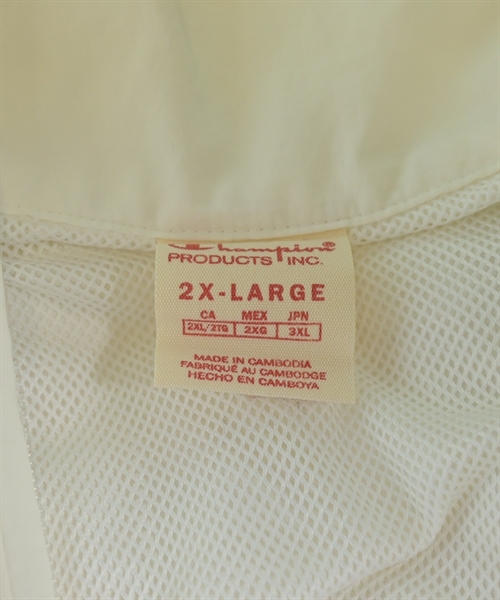 Champion®
PRODUCTS INC.
2X-LARGE
CA MEX JPN
2XL/2TG 2XG 3XL
MADE IN CAMBODIA
FABRIQUÉ AU CAMBODGE
HECHO EN CAMBOYA